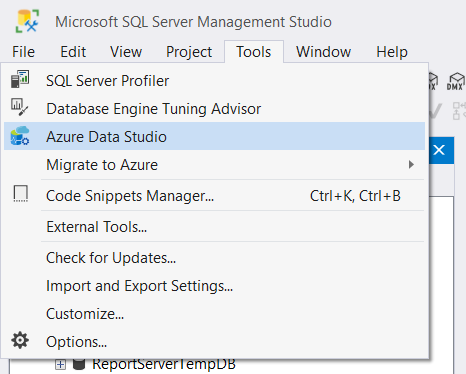 Microsoft SQL Server Management Studio
File Edit View Project Tools Window Help
SQL Server Profiler
Database Engine Tuning Advisor
Azure Data Studio
Migrate to Azure
Code Snippets Manager... Ctrl+K, Ctrl+B
External Tools...
Check for Updates...
Import and Export Settings...
Customize...
Options...
ReportServerTempDB